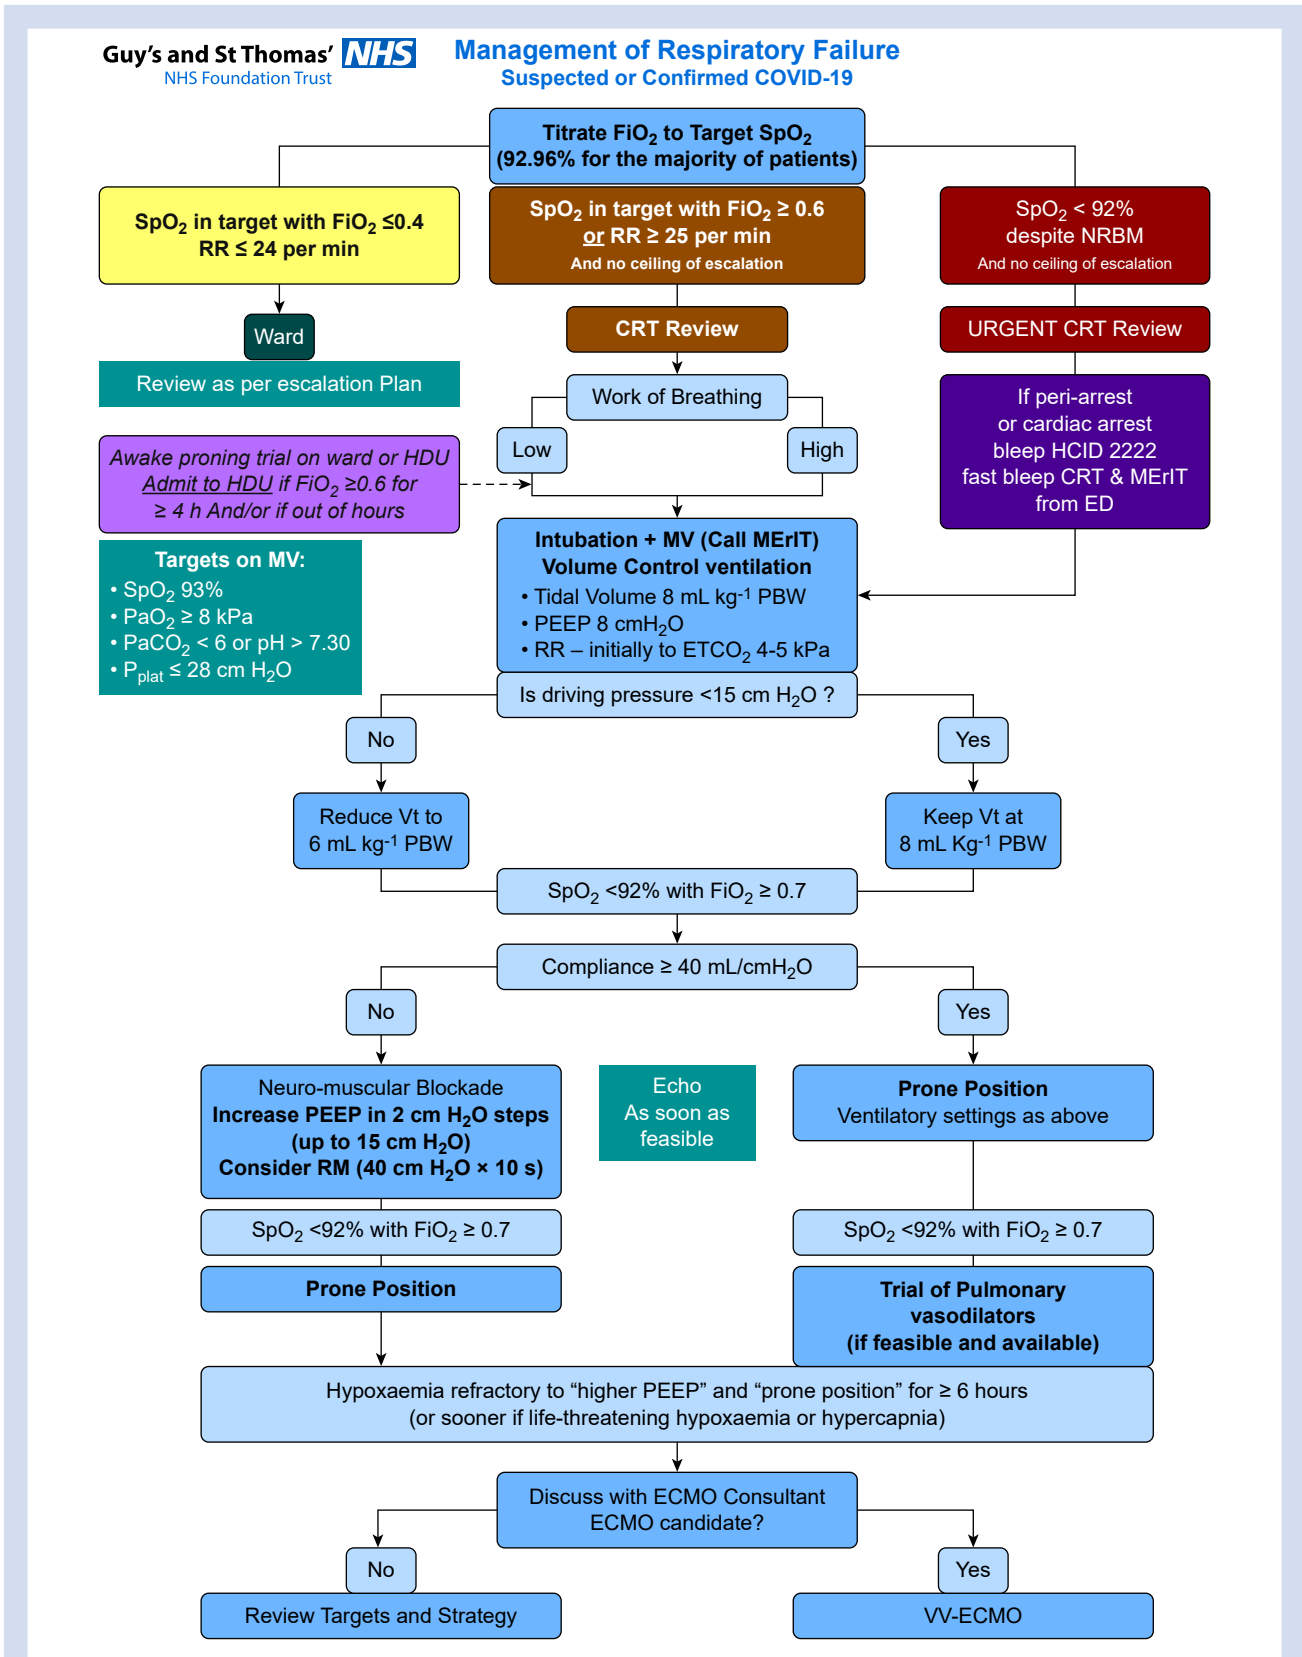 Guy's and St Thomas' NHS
NHS Foundation Trust
Management of Respiratory Failure
Suspected or Confirmed COVID-19
Titrate FiO₂ to Target SpO₂
(92.96% for the majority of patients)
SpO₂ in target with FiO₂ ≤0.4
RR ≤ 24 per min
SpO₂ in target with FiO₂ ≥ 0.6
or RR ≥ 25 per min
And no ceiling of escalation
SpO₂ < 92%
despite NRBM
And no ceiling of escalation
Ward
CRT Review
URGENT CRT Review
Review as per escalation Plan
Work of Breathing
Low
High
If peri-arrest
or cardiac arrest
bleep HCID 2222
fast bleep CRT & MErIT
from ED
Awake proning trial on ward or HDU
Admit to HDU if FiO₂ ≥0.6 for
≥ 4 h And/or if out of hours
Intubation + MV (Call MErIT)
Volume Control ventilation
• Tidal Volume 8 mL kg⁻¹ PBW
• PEEP 8 cmH₂O
• RR – initially to ETCO₂ 4-5 kPa
Targets on MV:
• SpO₂ 93%
• PaO₂ ≥ 8 kPa
• PaCO₂ < 6 or pH > 7.30
• Pplat ≤ 28 cm H₂O
Is driving pressure <15 cm H₂O ?
No
Yes
Reduce Vt to
6 mL kg⁻¹ PBW
Keep Vt at
8 mL Kg⁻¹ PBW
SpO₂ <92% with FiO₂ ≥ 0.7
Compliance ≥ 40 mL/cmH₂O
No
Yes
Neuro-muscular Blockade
Increase PEEP in 2 cm H₂O steps
(up to 15 cm H₂O)
Consider RM (40 cm H₂O × 10 s)
Echo
As soon as
feasible
Prone Position
Ventilatory settings as above
SpO₂ <92% with FiO₂ ≥ 0.7
SpO₂ <92% with FiO₂ ≥ 0.7
Prone Position
Trial of Pulmonary
vasodilators
(if feasible and available)
Hypoxaemia refractory to “higher PEEP” and “prone position” for ≥ 6 hours
(or sooner if life-threatening hypoxaemia or hypercapnia)
Discuss with ECMO Consultant
ECMO candidate?
No
Yes
Review Targets and Strategy
VV-ECMO